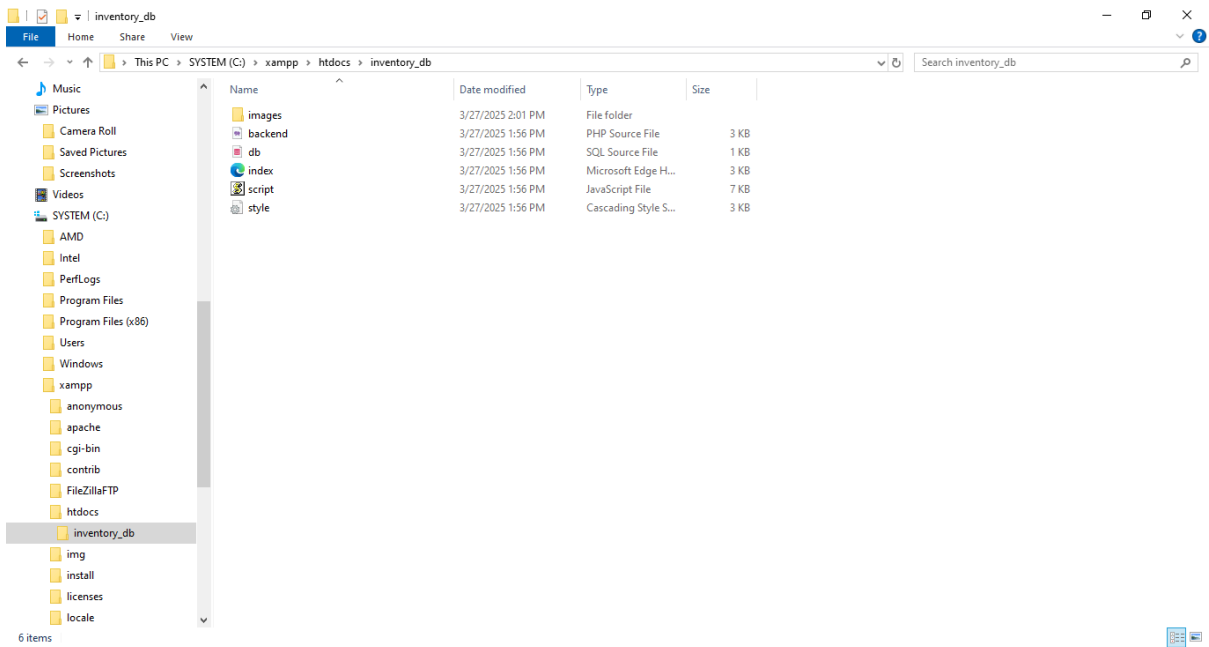 inventory_db
File Home Share View
This PC > SYSTEM (C:) > xampp > htdocs > inventory_db
Search inventory_db
Name Date modified Type Size
images 3/27/2025 2:01 PM File folder
backend 3/27/2025 1:56 PM PHP Source File 3 KB
db 3/27/2025 1:56 PM SQL Source File 1 KB
index 3/27/2025 1:56 PM Microsoft Edge H... 3 KB
script 3/27/2025 1:56 PM JavaScript File 7 KB
style 3/27/2025 1:56 PM Cascading Style S... 3 KB
Music
Pictures
Camera Roll
Saved Pictures
Screenshots
Videos
SYSTEM (C:)
AMD
Intel
PerfLogs
Program Files
Program Files (x86)
Users
Windows
xampp
anonymous
apache
cgi-bin
contrib
FileZillaFTP
htdocs
inventory_db
img
install
licenses
locale
6 items